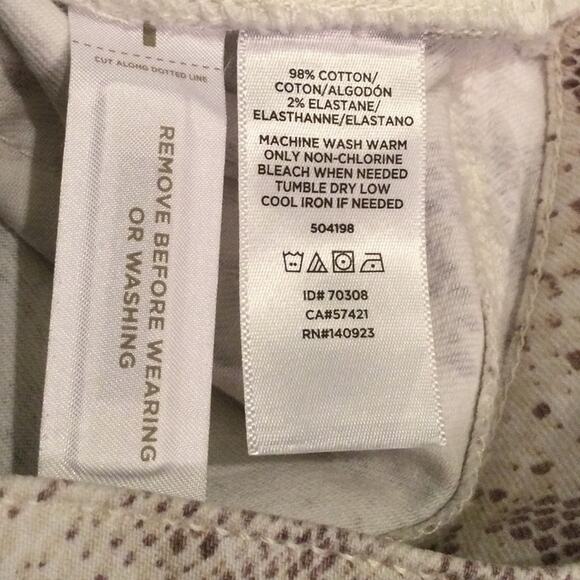 CUT ALONG DOTTED LINE
REMOVE BEFORE WEARING
OR WASHING
98% COTTON/
COTON/ALGODÓN
2% ELASTANE/
ELASTHANNE/ELASTANO
MACHINE WASH WARM
ONLY NON-CHLORINE
BLEACH WHEN NEEDED
TUMBLE DRY LOW
COOL IRON IF NEEDED
504198
ID# 70308
CA#57421
RN#140923